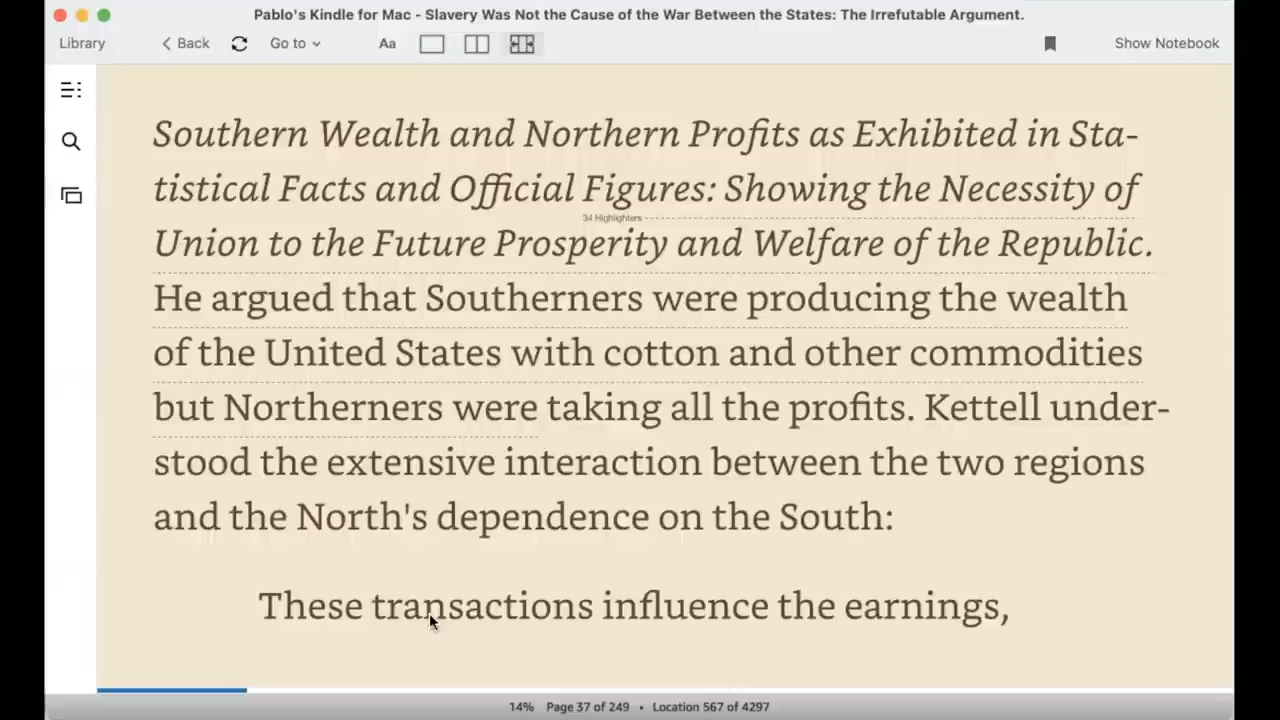 Pablo's Kindle for Mac - Slavery Was Not the Cause of the War Between the States: The Irrefutable Argument.
Library Back Go to Aa Show Notebook
Southern Wealth and Northern Profits as Exhibited in Sta-
tistical Facts and Official Figures: Showing the Necessity of
34 Highlighters
Union to the Future Prosperity and Welfare of the Republic.
He argued that Southerners were producing the wealth
of the United States with cotton and other commodities
but Northerners were taking all the profits. Kettell under-
stood the extensive interaction between the two regions
and the North's dependence on the South:
These transactions influence the earnings,
14% Page 37 of 249 • Location 567 of 4297